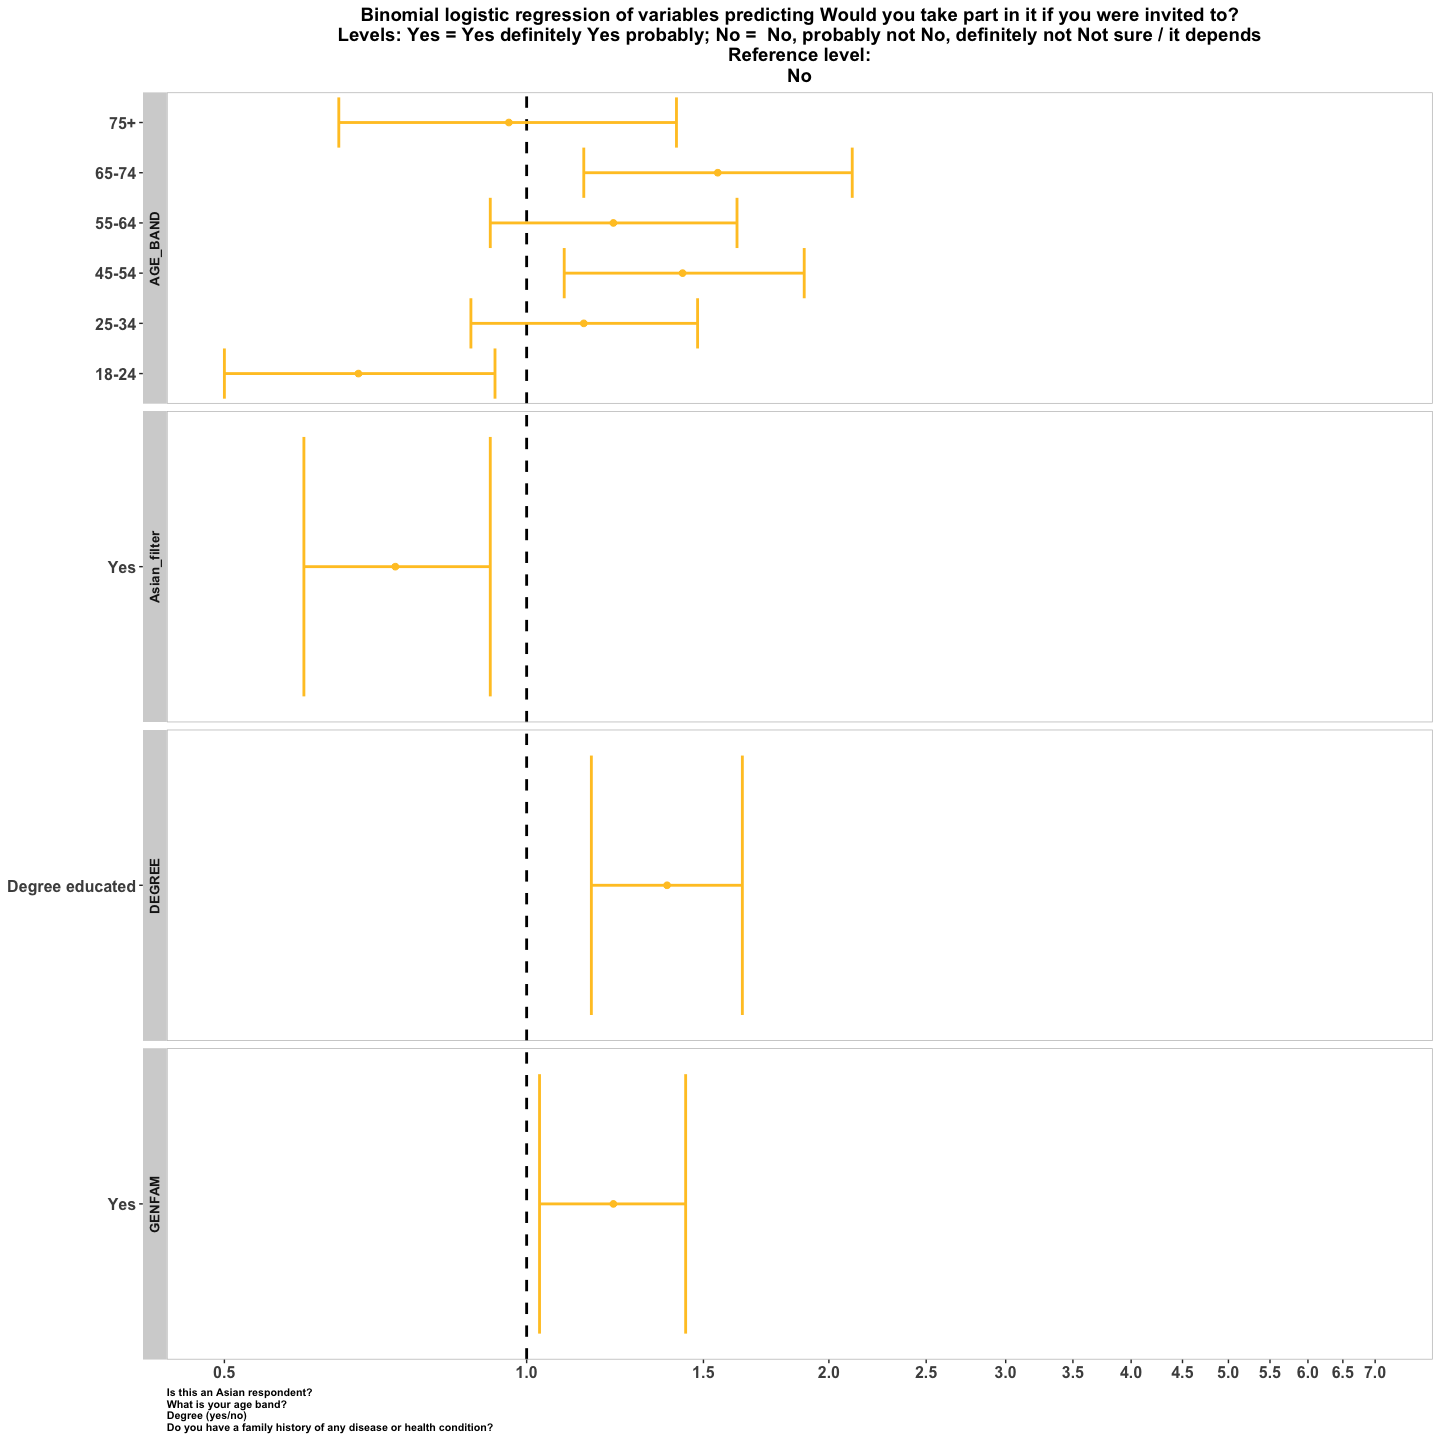 Binomial logistic regression of variables predicting Would you take part in it if you were invited to?
Levels: Yes = Yes definitely Yes probably; No =  No, probably not No, definitely not Not sure / it depends
Reference level:
No
AGE_BAND
75+
65-74
55-64
45-54
25-34
18-24
Asian_filter
Yes
DEGREE
Degree educated
GENFAM
Yes
0.5 1.0 1.5 2.0 2.5 3.0 3.5 4.0 4.5 5.0 5.5 6.0 6.5 7.0
Is this an Asian respondent?
What is your age band?
Degree (yes/no)
Do you have a family history of any disease or health condition?